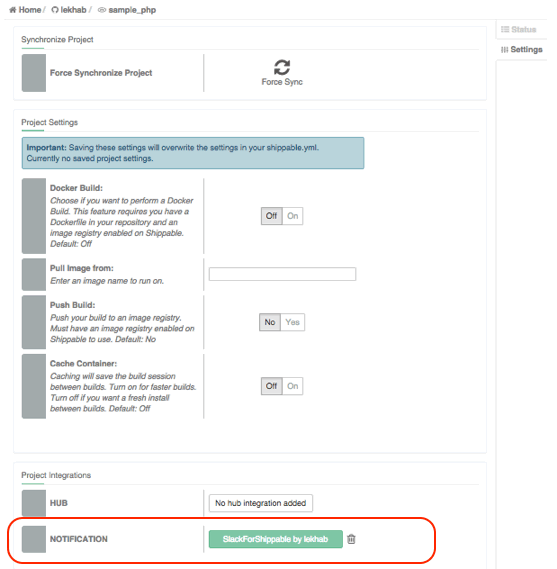 Home / lekhab / sample_php
Status
Settings
Synchronize Project
Force Synchronize Project
Force Sync
Project Settings
Important: Saving these settings will overwrite the settings in your shippable.yml.
Currently no saved project settings.
Docker Build:
Choose if you want to perform a Docker
Build. This feature requires you have a
Dockerfile in your repository and an
image registry enabled on Shippable.
Default: Off
Off On
Pull Image from:
Enter an image name to run on.
Push Build:
Push your build to an image registry.
Must have an image registry enabled on
Shippable to use. Default: No
No Yes
Cache Container:
Caching will save the build session
between builds. Turn on for faster builds.
Turn off if you want a fresh install
between builds. Default: Off
Off On
Project Integrations
HUB
No hub integration added
NOTIFICATION
SlackForShippable by lekhab